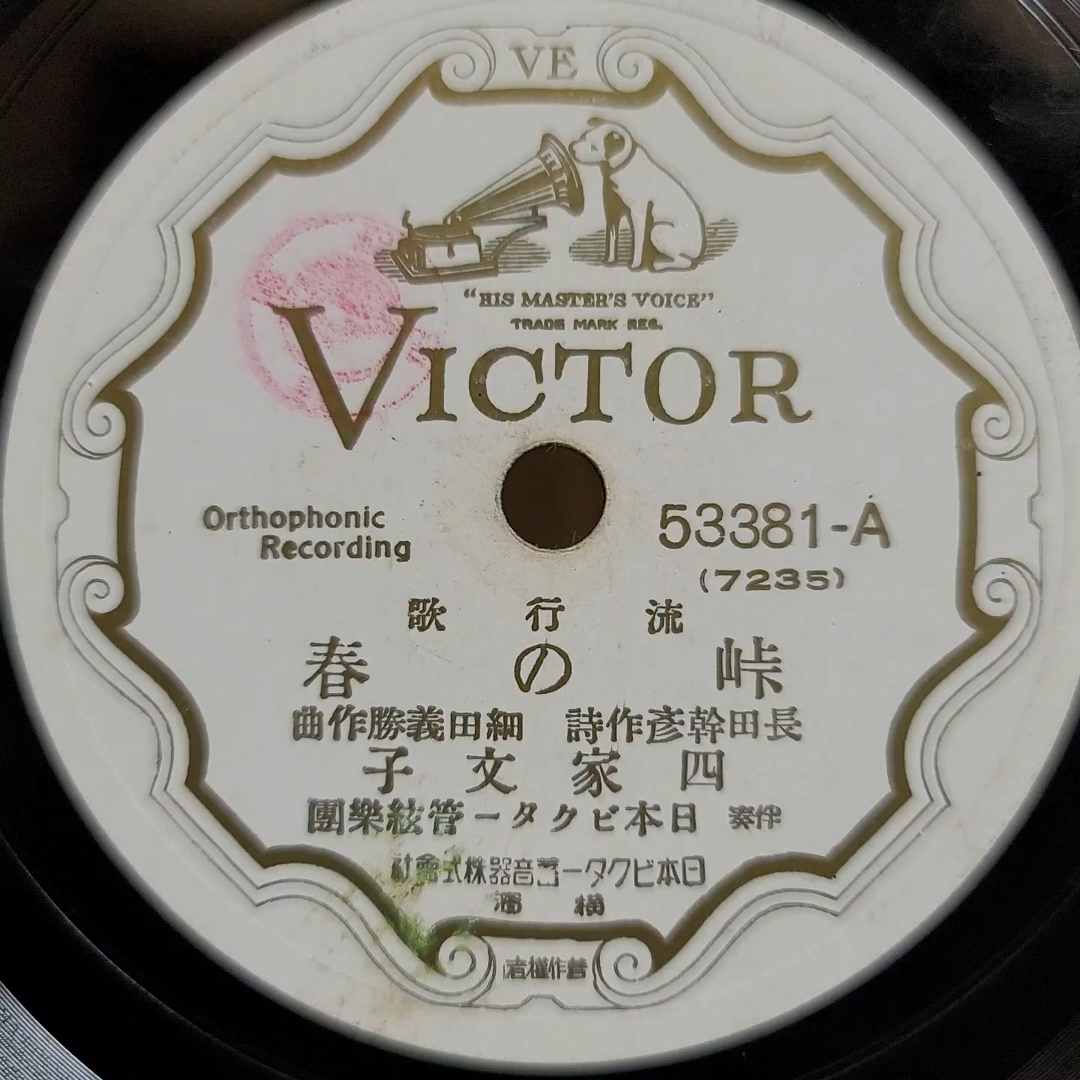 VE
"HIS MASTER'S VOICE"
TRADE MARK REG.
VICTOR
Orthophonic
Recording
53381-A
(7235)
流行歌
峠の春
長田幹彦作詩 細田義勝作曲
四家文子
伴奏 日本ビクター管絃樂團
日本ビクター蓄音器株式會社
横濱
著作權者